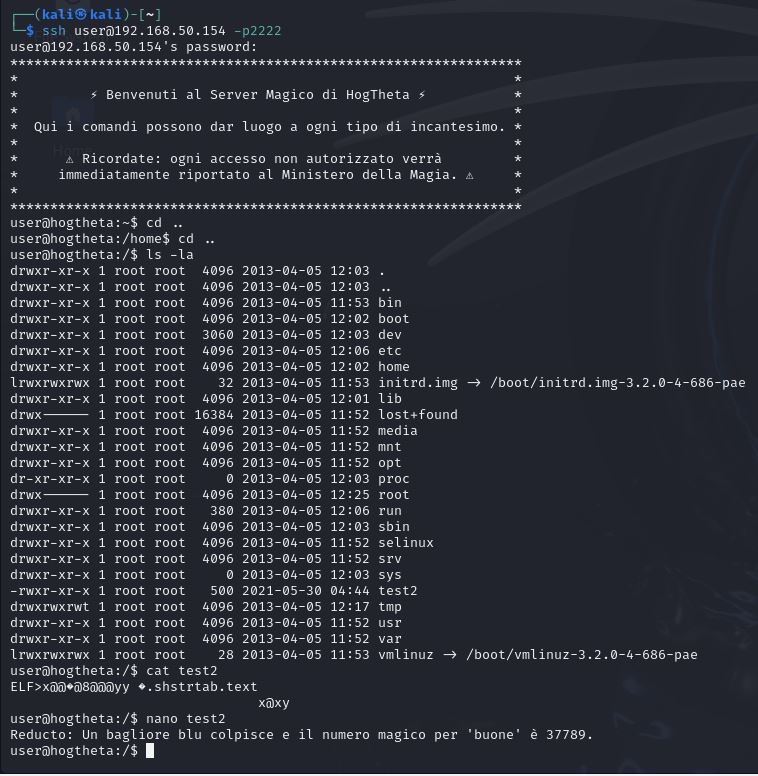 ┌──(kali㉿kali)-[~]
└─$ ssh user@192.168.50.154 -p2222
user@192.168.50.154's password:
****************************************************************
*                                                              *
*         ⚡ Benvenuti al Server Magico di HogTheta ⚡           *
*                                                              *
*  Qui i comandi possono dar luogo a ogni tipo di incantesimo. *
*                                                              *
*      ⚠ Ricordate: ogni accesso non autorizzato verrà         *
*     immediatamente riportato al Ministero della Magia. ⚠     *
*                                                              *
****************************************************************
user@hogtheta:~$ cd ..
user@hogtheta:/home$ cd ..
user@hogtheta:/$ ls -la
drwxr-xr-x 1 root root  4096 2013-04-05 12:03 .
drwxr-xr-x 1 root root  4096 2013-04-05 12:03 ..
drwxr-xr-x 1 root root  4096 2013-04-05 11:53 bin
drwxr-xr-x 1 root root  4096 2013-04-05 12:02 boot
drwxr-xr-x 1 root root  3060 2013-04-05 12:03 dev
drwxr-xr-x 1 root root  4096 2013-04-05 12:06 etc
drwxr-xr-x 1 root root  4096 2013-04-05 12:02 home
lrwxrwxrwx 1 root root    32 2013-04-05 11:53 initrd.img -> /boot/initrd.img-3.2.0-4-686-pae
drwxr-xr-x 1 root root  4096 2013-04-05 12:01 lib
drwx------ 1 root root 16384 2013-04-05 11:52 lost+found
drwxr-xr-x 1 root root  4096 2013-04-05 11:52 media
drwxr-xr-x 1 root root  4096 2013-04-05 11:52 mnt
drwxr-xr-x 1 root root  4096 2013-04-05 11:52 opt
dr-xr-xr-x 1 root root     0 2013-04-05 12:03 proc
drwx------ 1 root root  4096 2013-04-05 12:25 root
drwxr-xr-x 1 root root   380 2013-04-05 12:06 run
drwxr-xr-x 1 root root  4096 2013-04-05 12:03 sbin
drwxr-xr-x 1 root root  4096 2013-04-05 11:52 selinux
drwxr-xr-x 1 root root  4096 2013-04-05 11:52 srv
drwxr-xr-x 1 root root     0 2013-04-05 12:03 sys
-rwxr-xr-x 1 root root   500 2021-05-30 04:44 test2
drwxrwxrwt 1 root root  4096 2013-04-05 12:17 tmp
drwxr-xr-x 1 root root  4096 2013-04-05 11:52 usr
drwxr-xr-x 1 root root  4096 2013-04-05 11:52 var
lrwxrwxrwx 1 root root    28 2013-04-05 11:53 vmlinuz -> /boot/vmlinuz-3.2.0-4-686-pae
user@hogtheta:/$ cat test2
ELF>x@@�@8@@@yy �.shstrtab.text
                               x@xy
user@hogtheta:/$ nano test2
Reducto: Un bagliore blu colpisce e il numero magico per 'buone' è 37789.
user@hogtheta:/$
Home